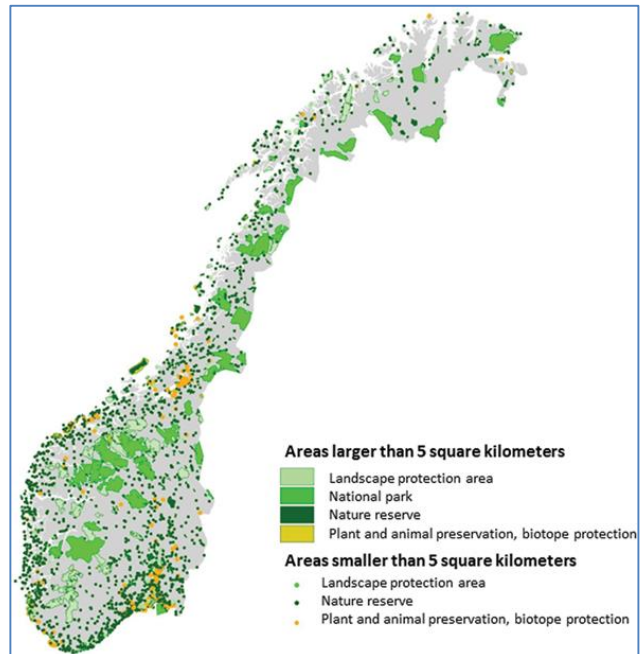 Areas larger than 5 square kilometers
Landscape protection area
National park
Nature reserve
Plant and animal preservation, biotope protection
Areas smaller than 5 square kilometers
Landscape protection area
Nature reserve
Plant and animal preservation, biotope protection